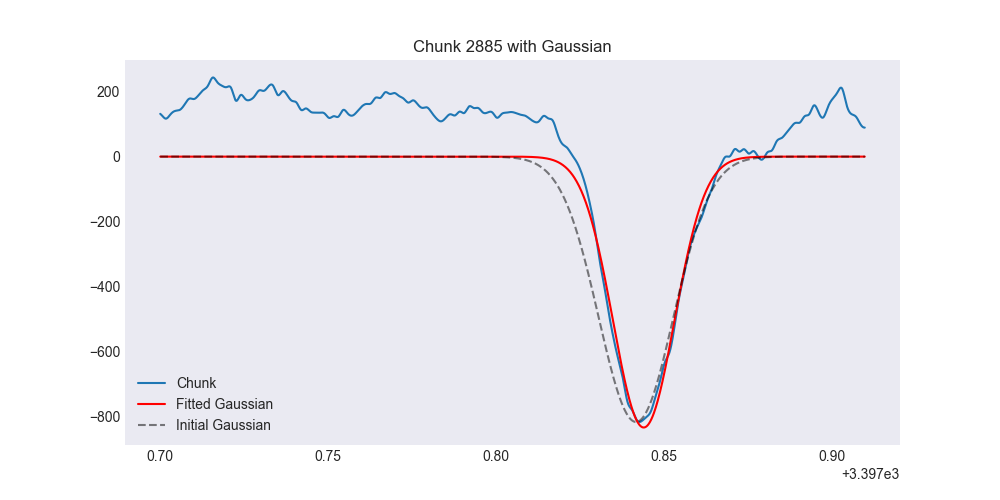 Chunk 2885 with Gaussian
200
0
−200
−400
−600
−800
Chunk
Fitted Gaussian
Initial Gaussian
0.70 0.75 0.80 0.85 0.90
+3.397e3